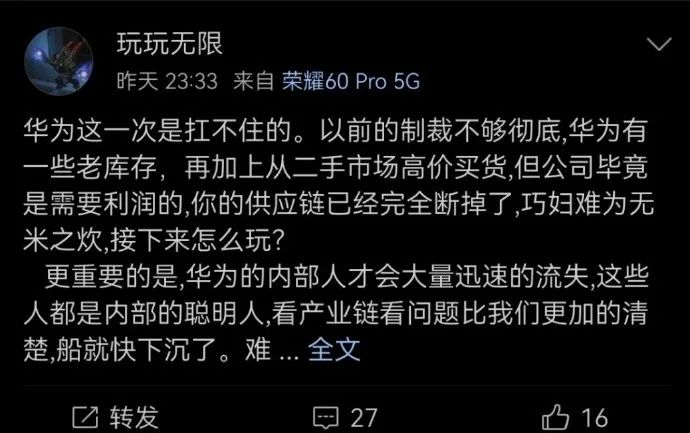 玩玩无限
昨天 23:33 来自 荣耀60 Pro 5G
华为这一次是扛不住的。以前的制裁不够彻底,华为有
一些老库存，再加上从二手市场高价买货,但公司毕竟
是需要利润的,你的供应链已经完全断掉了,巧妇难为无
米之炊,接下来怎么玩?
更重要的是,华为的内部人才会大量迅速的流失,这些
人都是内部的聪明人,看产业链看问题比我们更加的清
楚,船就快下沉了。难 ... 全文
转发 27 16